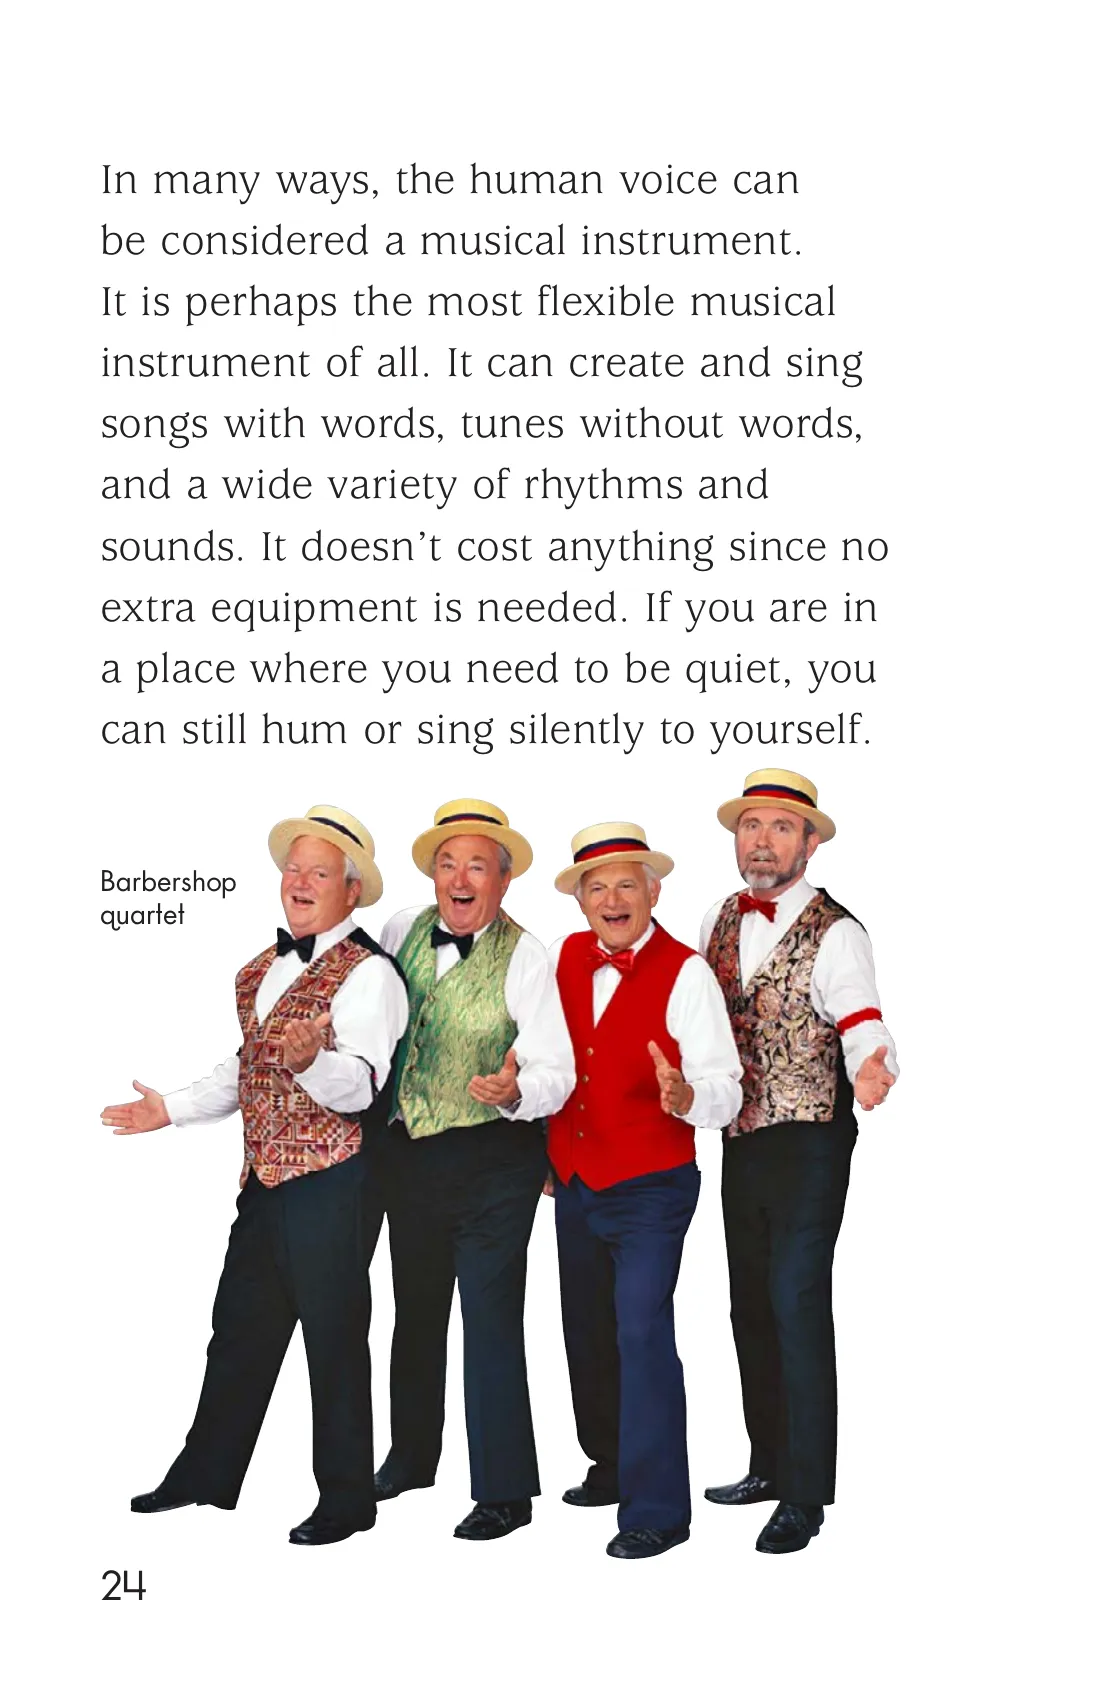 In many ways, the human voice can
be considered a musical instrument.
It is perhaps the most flexible musical
instrument of all. It can create and sing
songs with words, tunes without words,
and a wide variety of rhythms and
sounds. It doesn’t cost anything since no
extra equipment is needed. If you are in
a place where you need to be quiet, you
can still hum or sing silently to yourself.
Barbershop
quartet
24